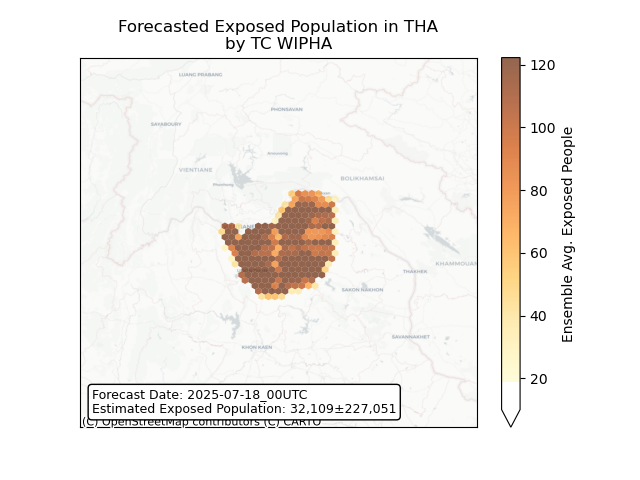 Forecasted Exposed Population in THA
by TC WIPHA
LUANG PRABANG
PHONSAVAN
SAYABOURY
VIENTIANE
BOLIKHAMSAI
THAKHEK
KHAMMOUAN
SAKON NAKHON
SAVANNAKHET
KHON KAEN
120
100
80
60
40
20
Ensemble Avg. Exposed People
Forecast Date: 2025-07-18_00UTC
Estimated Exposed Population: 32,109±227,051
(C) OpenStreetMap contributors (C) CARTO